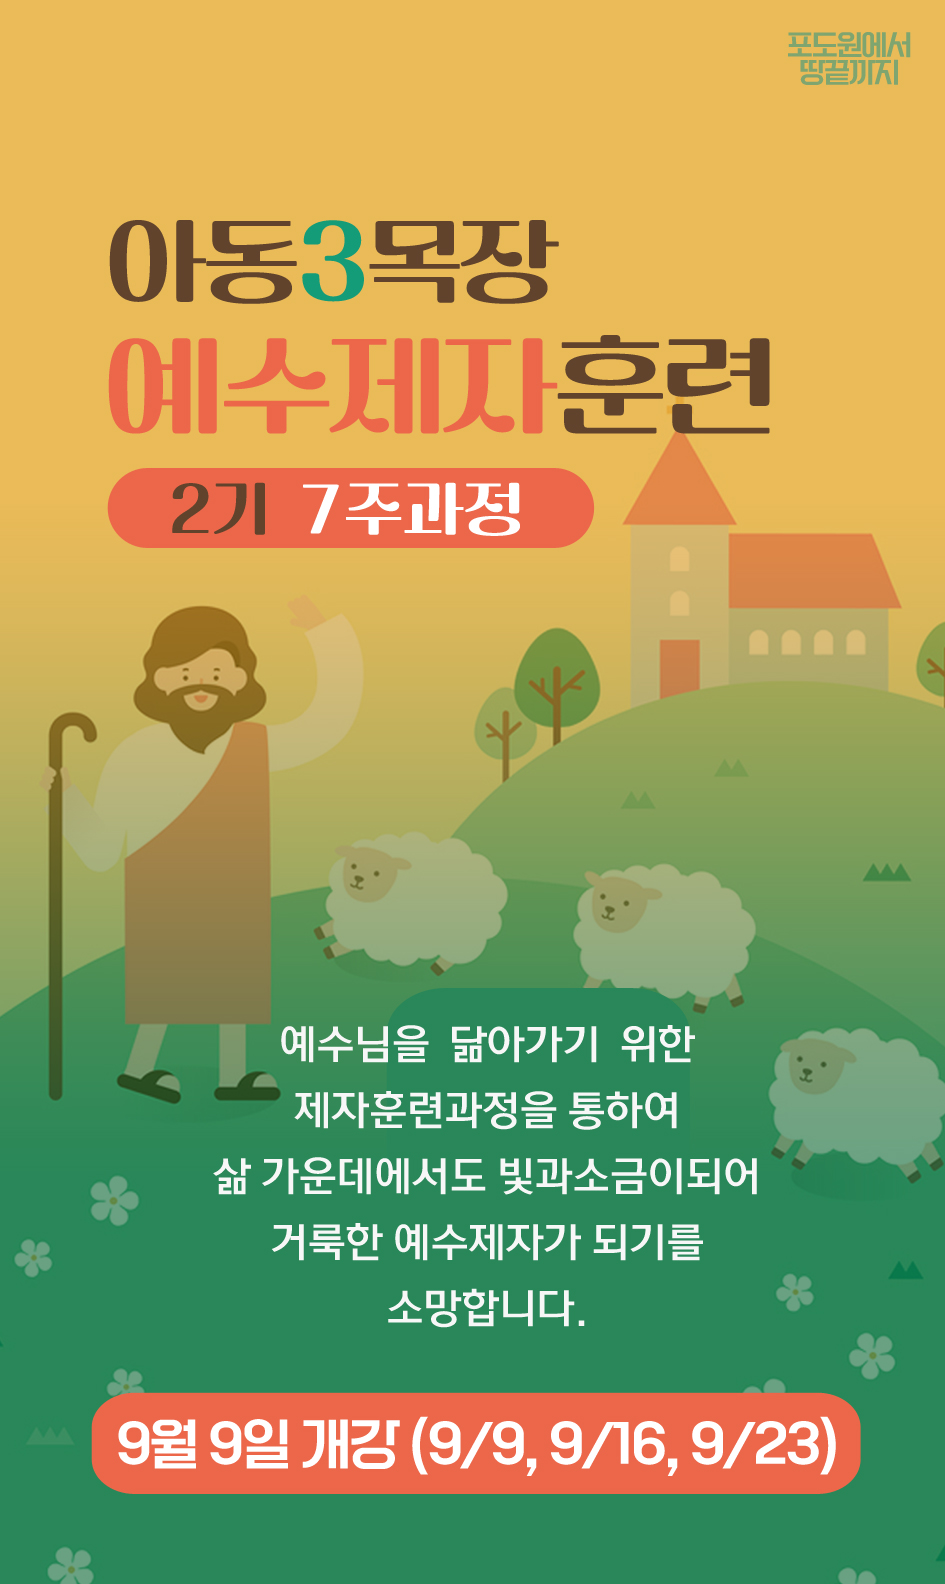 포도원에서
땅끝까지
아동3목장
예수제자훈련
2기 7주과정
예수님을 닮아가기 위한
제자훈련과정을 통하여
삶 가운데에서도 빛과소금이되어
거룩한 예수제자가 되기를
소망합니다.
9월 9일 개강 (9/9, 9/16, 9/23)